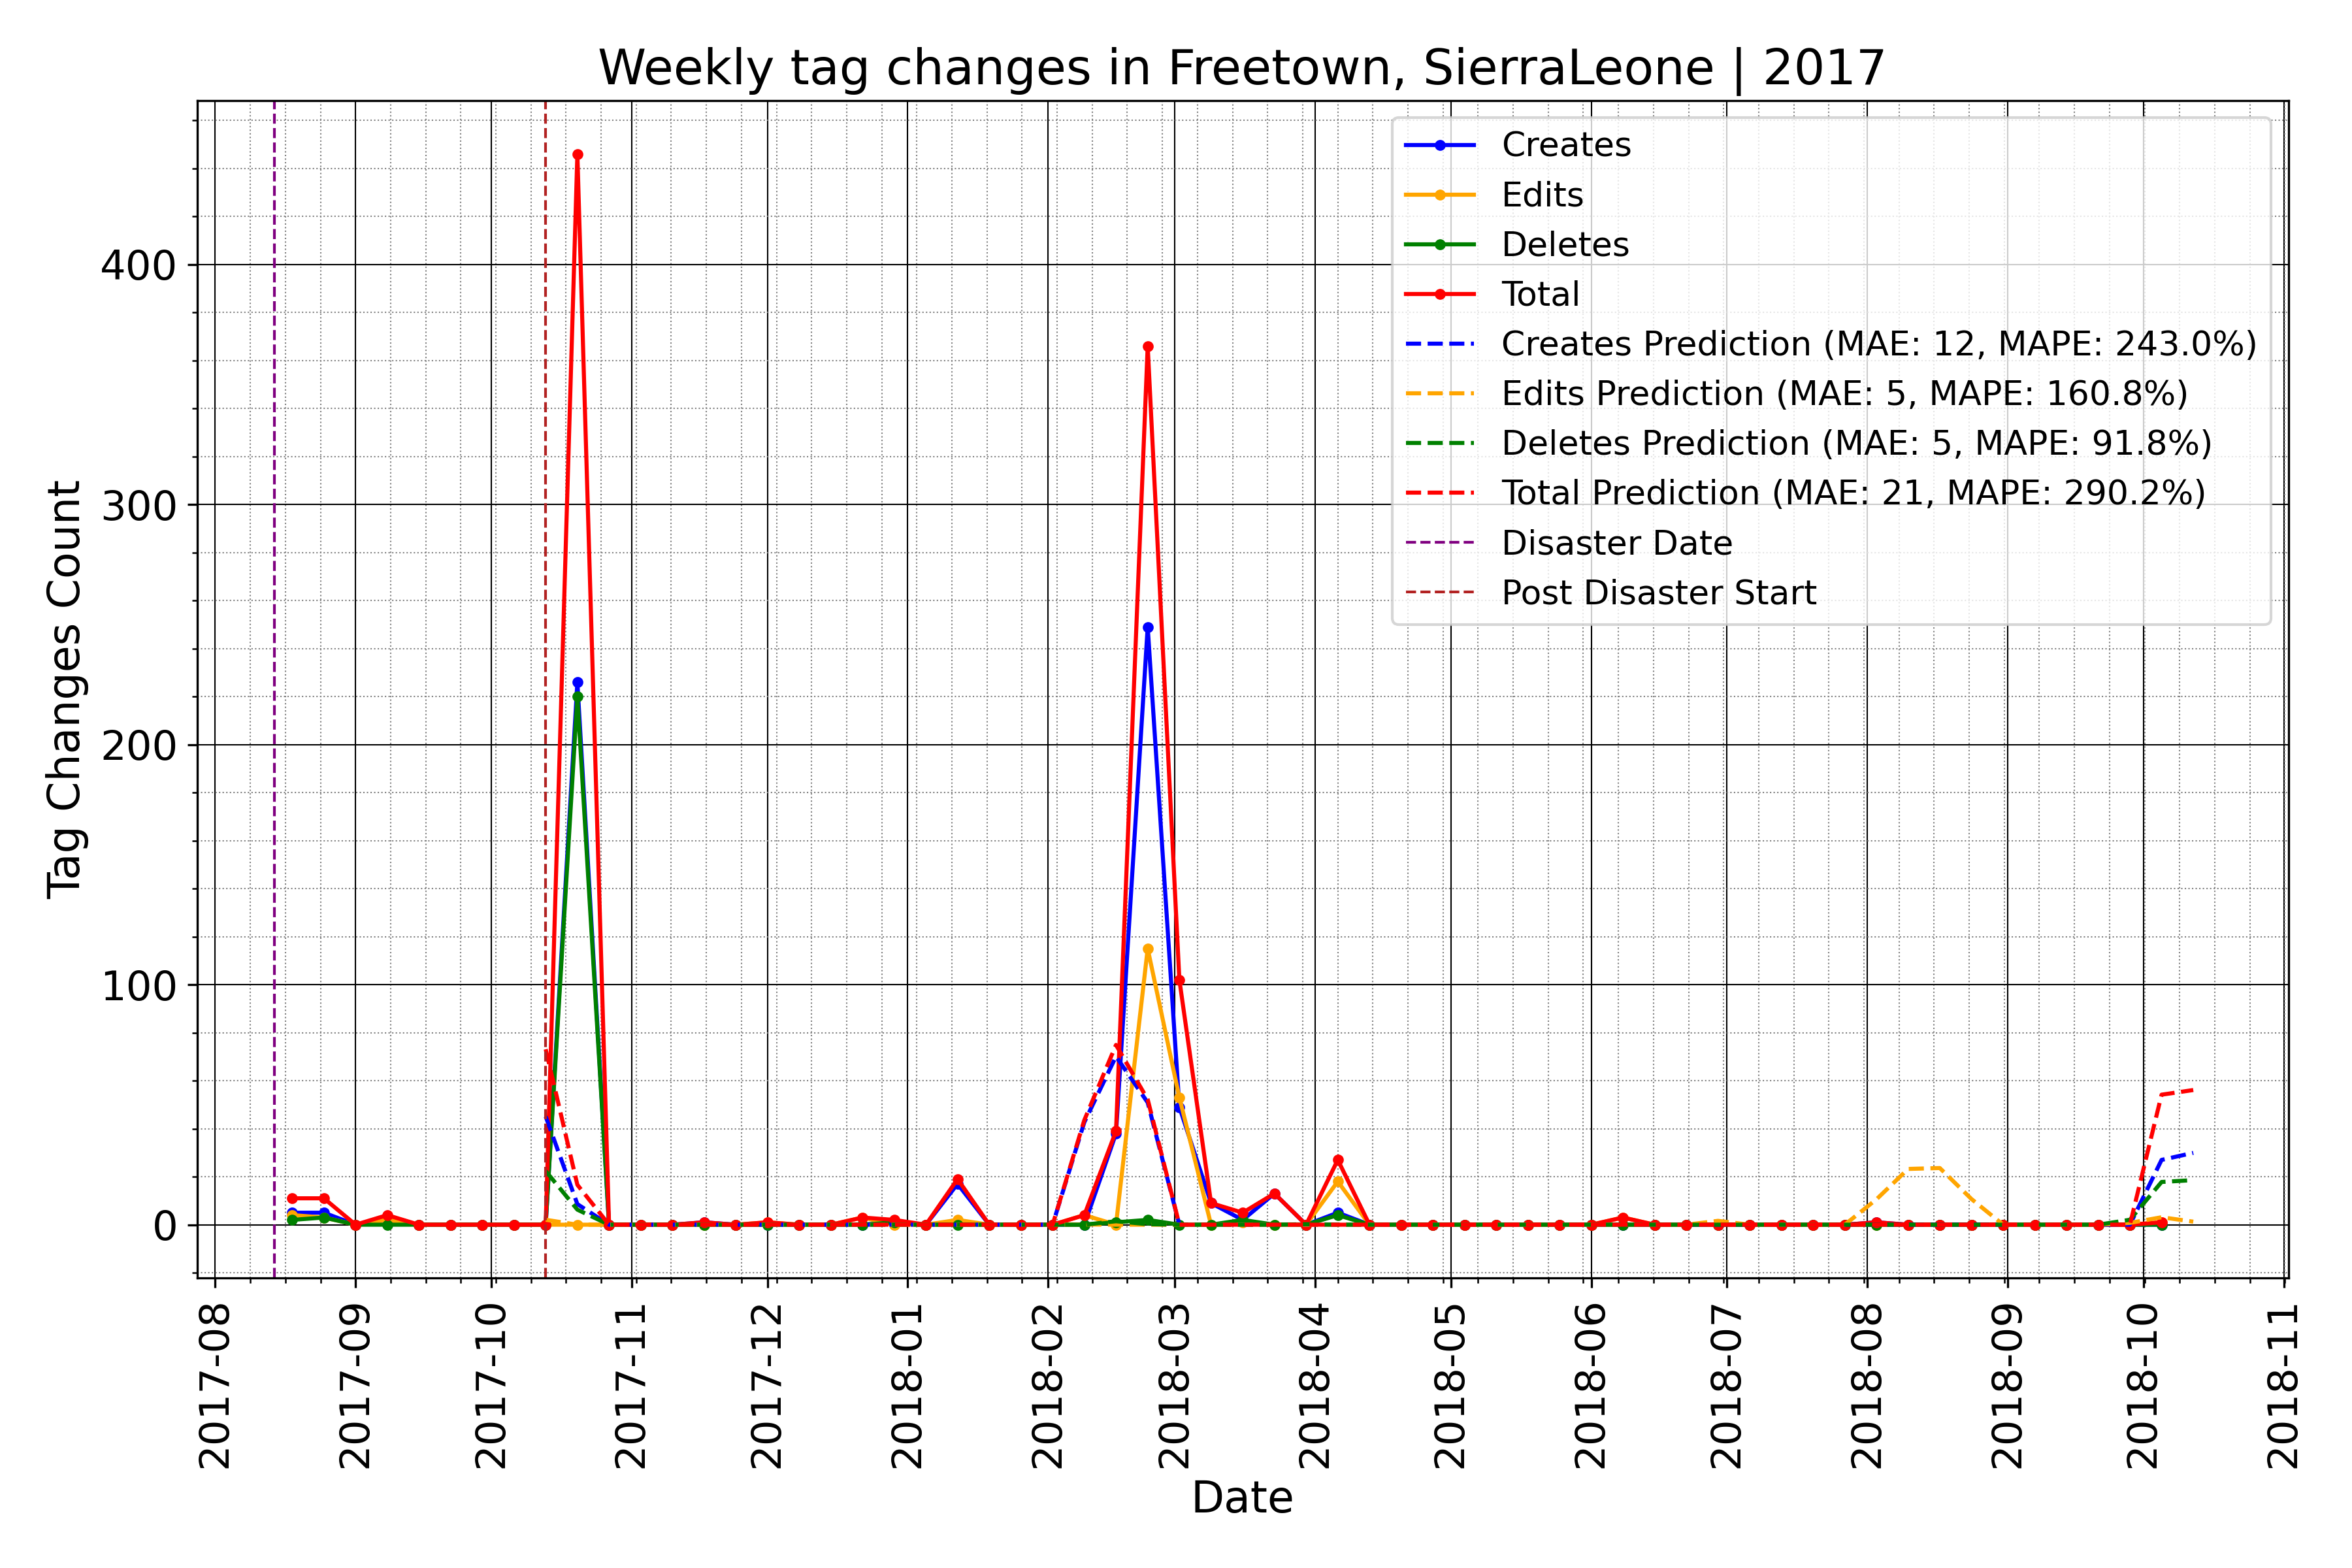 Weekly tag changes in Freetown, SierraLeone | 2017
Tag Changes Count
400
300
200
100
0
Creates
Edits
Deletes
Total
Creates Prediction (MAE: 12, MAPE: 243.0%)
Edits Prediction (MAE: 5, MAPE: 160.8%)
Deletes Prediction (MAE: 5, MAPE: 91.8%)
Total Prediction (MAE: 21, MAPE: 290.2%)
Disaster Date
Post Disaster Start
2017-08
2017-09
2017-10
2017-11
2017-12
2018-01
2018-02
2018-03
2018-04
2018-05
2018-06
2018-07
2018-08
2018-09
2018-10
2018-11
Date